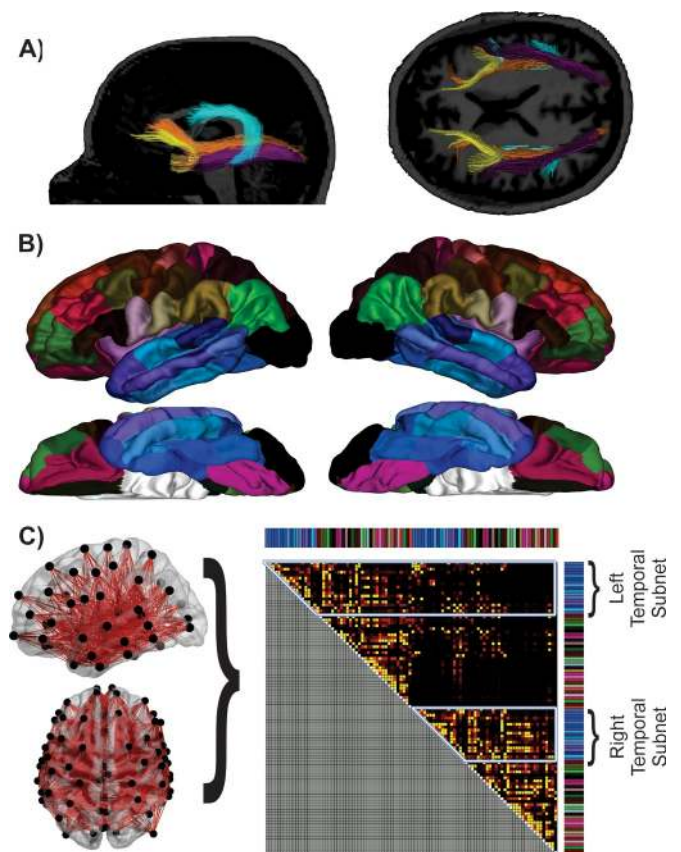 A)
B)
C)
Left
Temporal
Subnet
Right
Temporal
Subnet